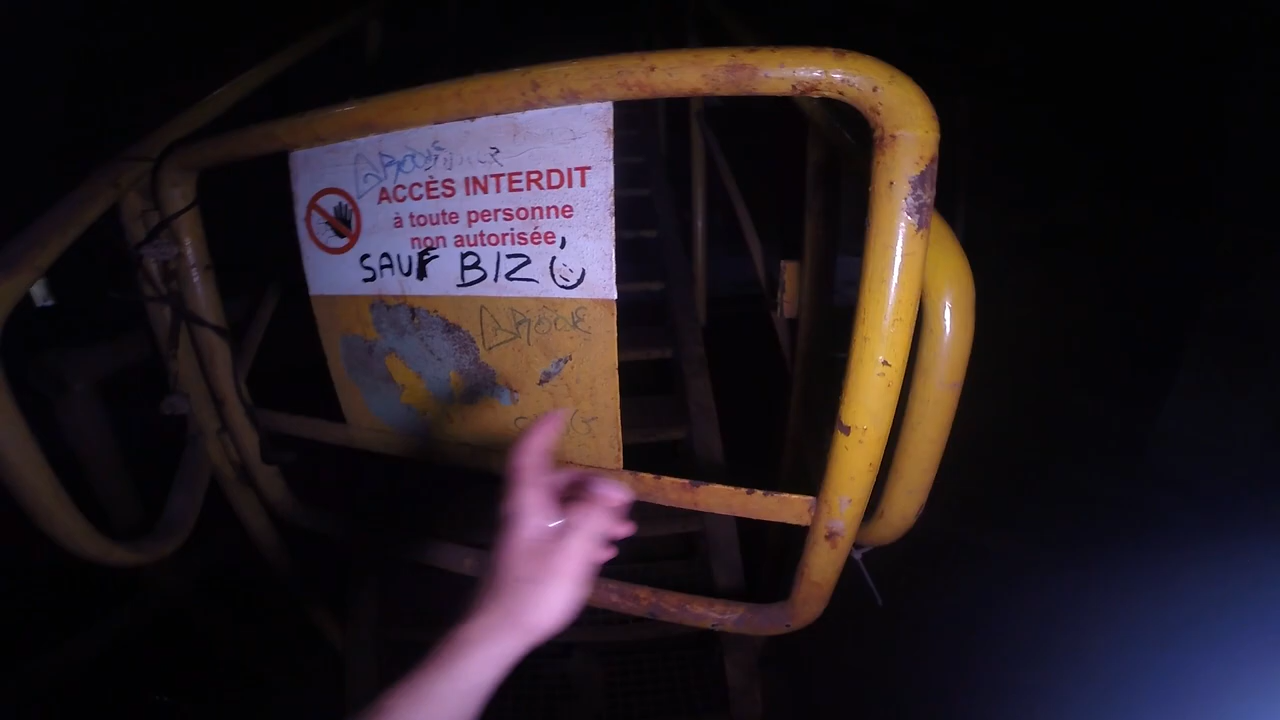 ACCÈS INTERDIT
à toute personne
non autorisée
SAUF BIZ